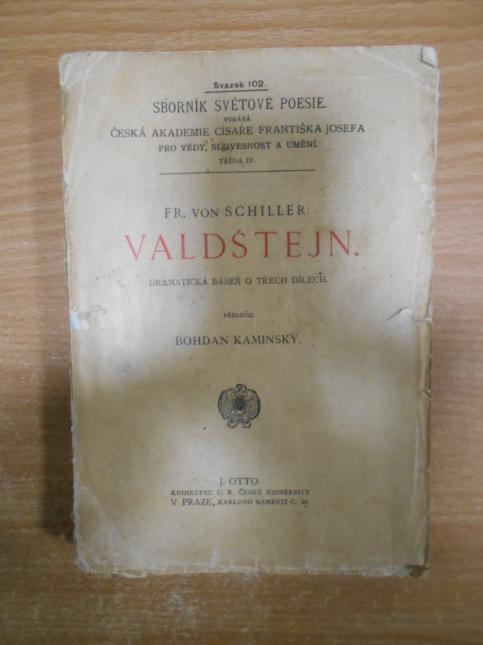 Svazek 102.
SBORNÍK SVĚTOVÉ POESIE.
VYDÁVÁ
ČESKÁ AKADEMIE CÍSAŘE FRANTIŠKA JOSEFA
PRO VĚDY, SLOVESNOST A UMĚNÍ.
TŘÍDA IV.
FR. VON SCHILLER:
VALDŠTEJN.
DRAMATICKÁ BÁSEŇ O TŘECH DÍLECH.
PŘELOŽIL
BOHDAN KAMINSKÝ.
J. OTTO
KNIHKUPEC C. K. ČESKÉ UNIVERSITY
V PRAZE, KARLOVO NÁMĚSTÍ Č.